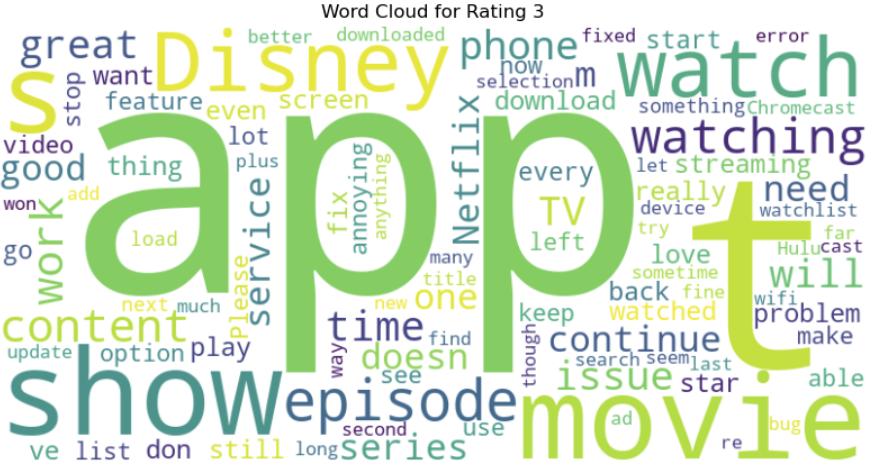 Word Cloud for Rating 3
great
stop
want
Disney
better
downloaded
phone
now
selection
m
fixed
start
error
watch
s
feature
even
screen
Netflix
download
something
Chromecast
video
lot
app
watching
good
thing
plus
fix
annoying
anything
every
let
streaming
won
add
work
service
TV
really
need
device
watchlist
go
load
left
try
t
far
Hulu
cast
many
love
will
sometime
title
back
fine
wifi
next
much
Please
new
one
keep
watched
problem
content
time
way
find
though
continue
make
update
option
play
doesn
search
seem
last
see
issue
star
able
show
episode
movie
use
ad
bug
ve
list
don
still
long
second
series
re